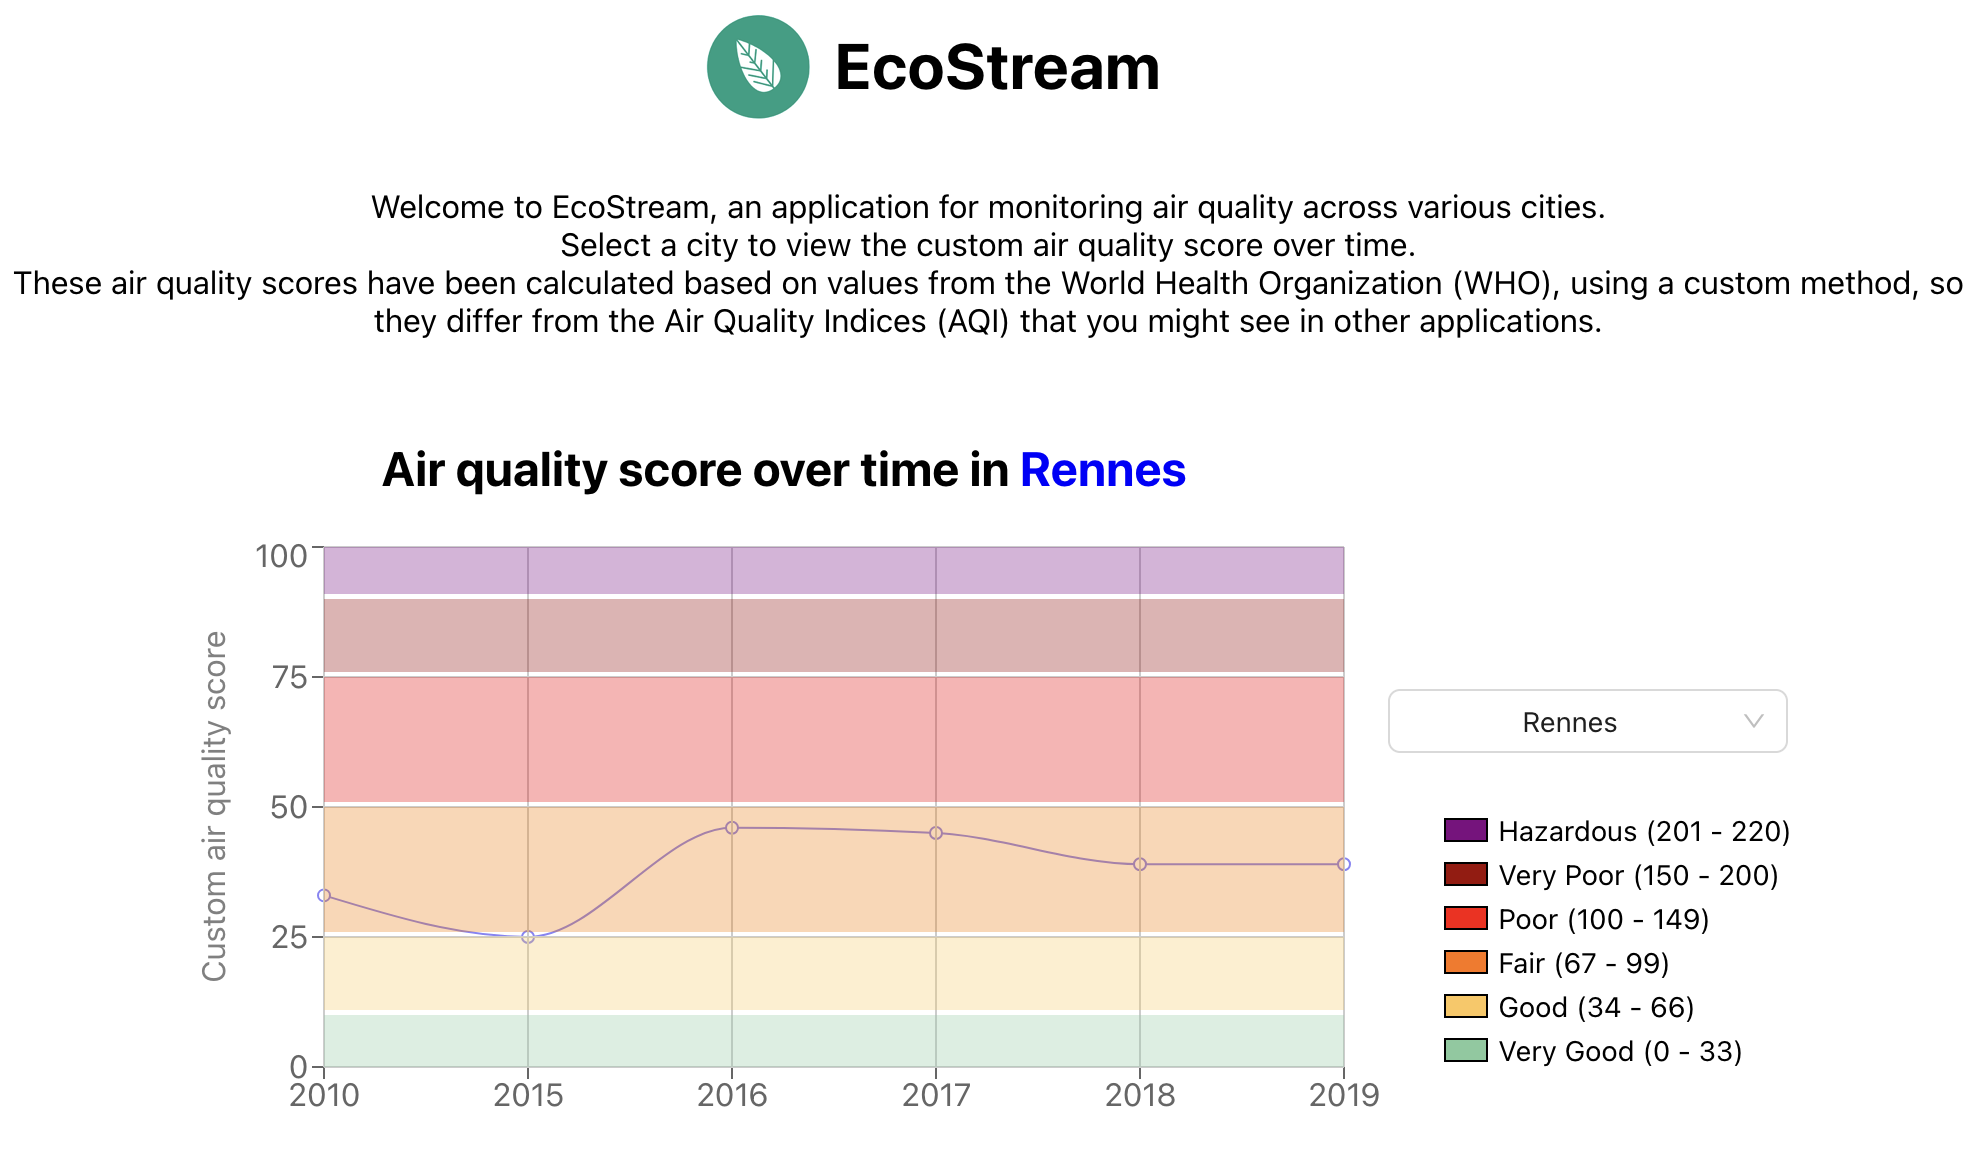 EcoStream
Welcome to EcoStream, an application for monitoring air quality across various cities.
Select a city to view the custom air quality score over time.
These air quality scores have been calculated based on values from the World Health Organization (WHO), using a custom method, so
they differ from the Air Quality Indices (AQI) that you might see in other applications.
Air quality score over time in Rennes
Custom air quality score
100
75
50
25
0
2010
2015
2016
2017
2018
2019
Rennes
Hazardous (201 - 220)
Very Poor (150 - 200)
Poor (100 - 149)
Fair (67 - 99)
Good (34 - 66)
Very Good (0 - 33)